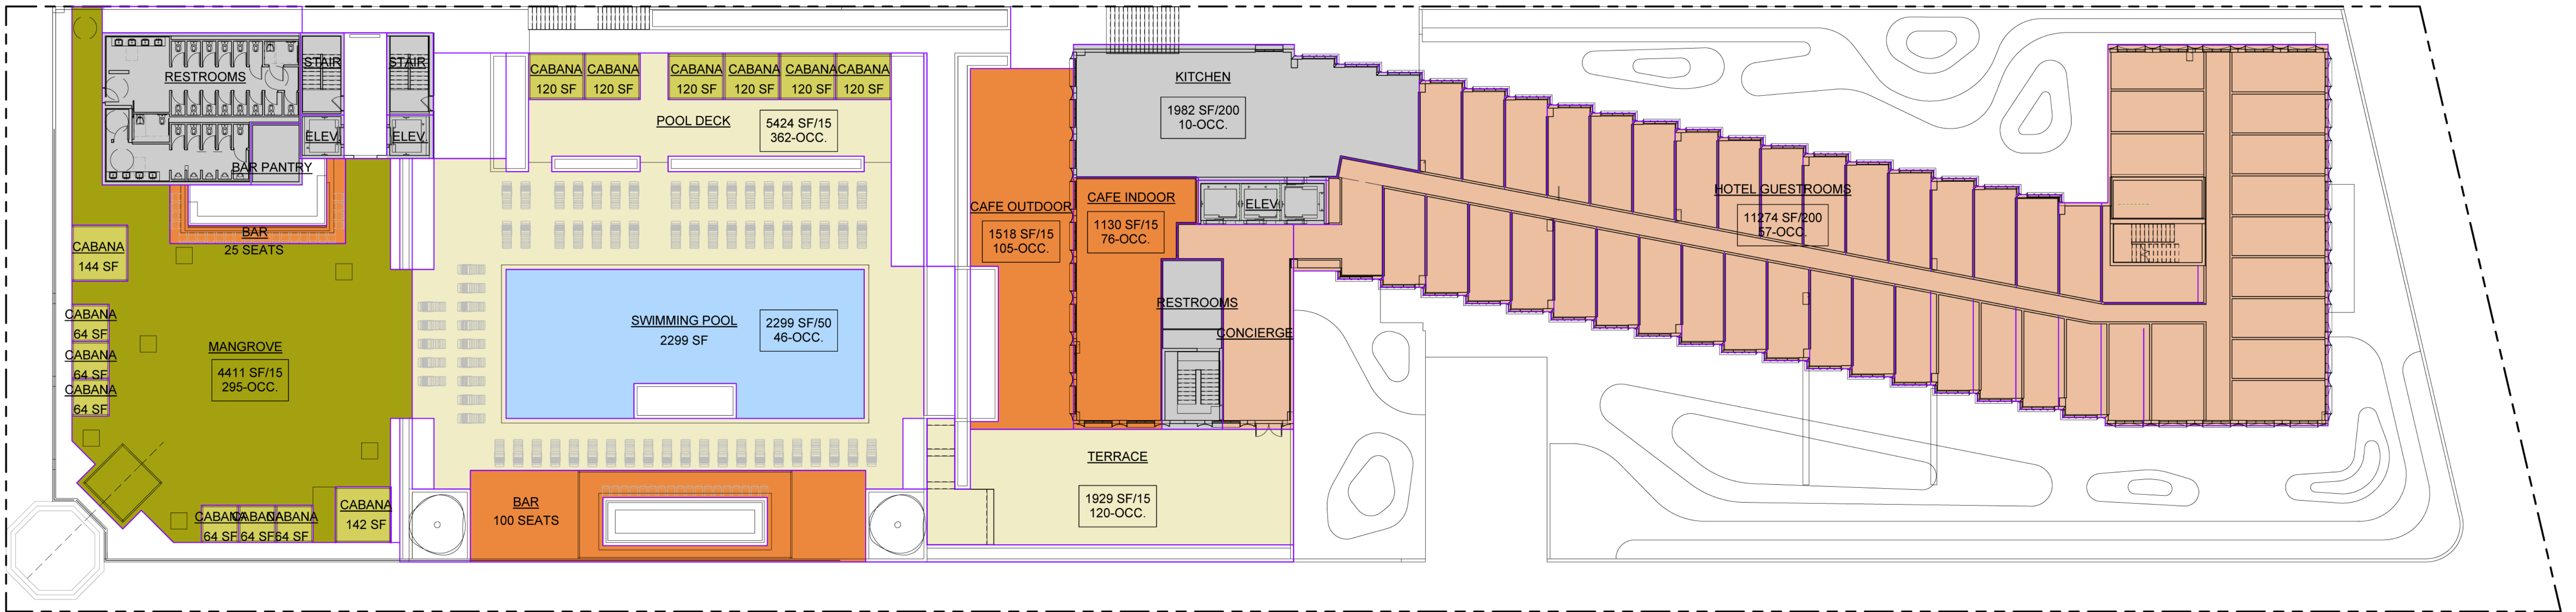 RESTROOMS
STAIR
STAIR
ELEV.
ELEV.
BAR PANTRY
BAR
25 SEATS
CABANA
144 SF
CABANA
64 SF
CABANA
64 SF
CABANA
64 SF
MANGROVE
4411 SF/15
295-OCC.
CABANA
64 SF
CABANA
64 SF
CABANA
64 SF
CABANA
142 SF
CABANA
120 SF
CABANA
120 SF
CABANA
120 SF
CABANA
120 SF
CABANA
120 SF
CABANA
120 SF
POOL DECK
5424 SF/15
362-OCC.
SWIMMING POOL
2299 SF
2299 SF/50
46-OCC.
BAR
100 SEATS
CAFE OUTDOOR
1518 SF/15
105-OCC.
KITCHEN
1982 SF/200
10-OCC.
CAFE INDOOR
1130 SF/15
76-OCC.
ELEV.
RESTROOMS
CONCIERGE
TERRACE
1929 SF/15
120-OCC.
HOTEL GUESTROOMS
11274 SF/200
57-OCC.